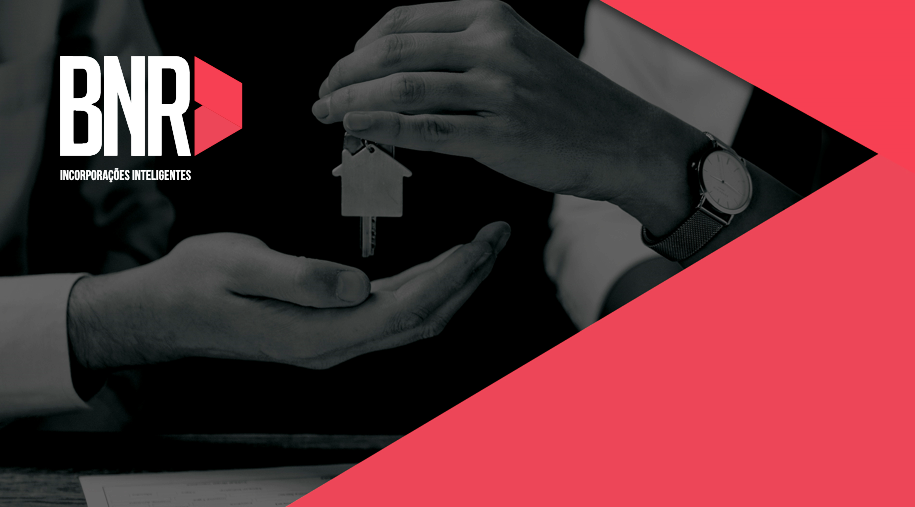 BNR
INCORPORAÇÕES INTELIGENTES